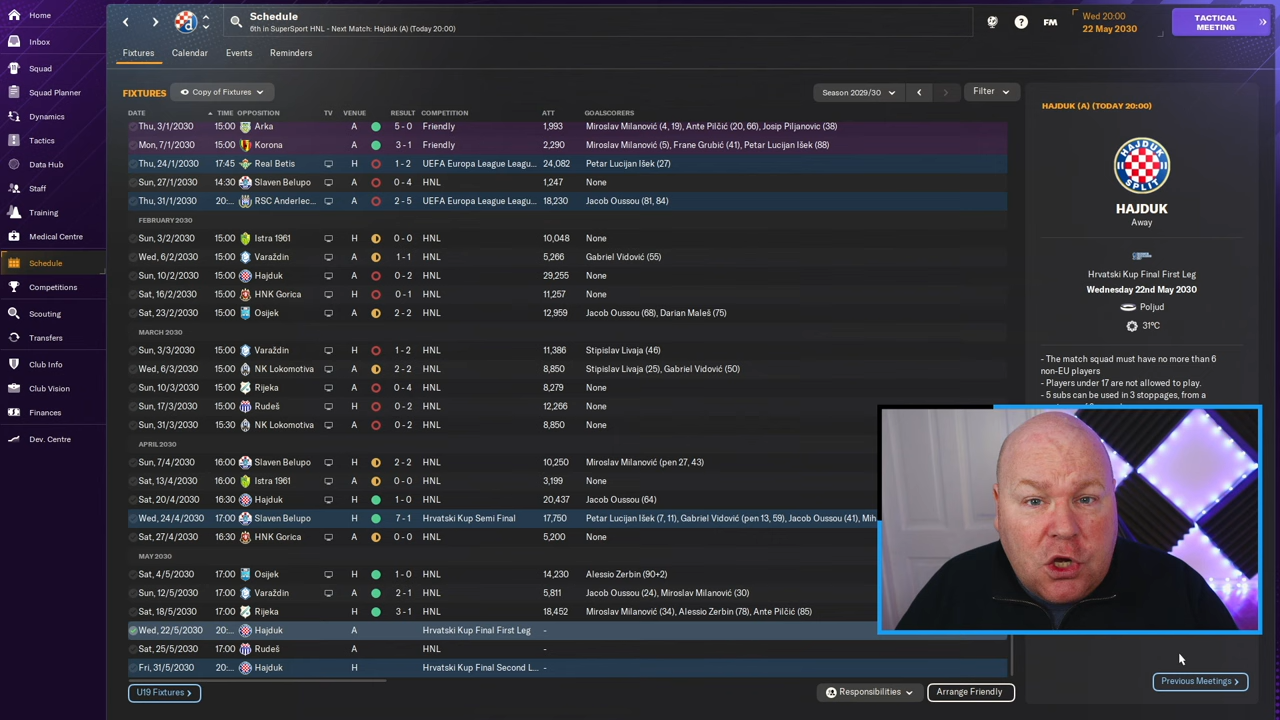 Home
Inbox
Squad
Squad Planner
Dynamics
Tactics
Data Hub
Staff
Training
Medical Centre
Schedule
Competitions
Scouting
Transfers
Club Info
Club Vision
Finances
Dev. Centre
Schedule
6th in SuperSport HNL - Next Match: Hajduk (A) (Today 20:00)
FM
Wed 20:00
22 May 2030
TACTICAL
MEETING
Fixtures Calendar Events Reminders
FIXTURES Copy of Fixtures Season 2029/30 Filter
DATE TIME OPPOSITION TV VENUE RESULT COMPETITION ATT GOALSCORERS
Thu, 3/1/2030 15:00 Arka A 5 - 0 Friendly 1,993 Miroslav Milanović (4, 19), Ante Pilčić (20, 66), Josip Piljanovic (38)
Mon, 7/1/2030 15:00 Korona A 3 - 1 Friendly 2,290 Miroslav Milanović (5), Frane Grubić (41), Petar Lucijan Išek (88)
Thu, 24/1/2030 17:45 Real Betis H 1 - 2 UEFA Europa League Leagu... 24,082 Petar Lucijan Išek (27)
Sun, 27/1/2030 14:30 Slaven Belupo A 0 - 4 HNL 1,247 None
Thu, 31/1/2030 20:... RSC Anderlec... A 2 - 5 UEFA Europa League Leagu... 18,230 Jacob Oussou (81, 84)
FEBRUARY 2030
Sun, 3/2/2030 15:00 Istra 1961 H 0 - 0 HNL 10,048 None
Wed, 6/2/2030 15:00 Varaždin A 1 - 1 HNL 5,266 Gabriel Vidović (55)
Sun, 10/2/2030 15:00 Hajduk A 0 - 2 HNL 29,255 None
Sat, 16/2/2030 15:00 HNK Gorica H 0 - 1 HNL 11,257 None
Sat, 23/2/2030 15:00 Osijek A 2 - 2 HNL 12,959 Jacob Oussou (68), Darian Maleš (75)
MARCH 2030
Sun, 3/3/2030 15:00 Varaždin H 1 - 2 HNL 11,386 Stipislav Livaja (46)
Wed, 6/3/2030 15:00 NK Lokomotiva A 2 - 2 HNL 8,850 Stipislav Livaja (25), Gabriel Vidović (50)
Sun, 10/3/2030 15:00 Rijeka A 0 - 4 HNL 8,279 None
Sun, 17/3/2030 15:00 Rudeš H 0 - 2 HNL 12,266 None
Sun, 31/3/2030 15:30 NK Lokomotiva A 0 - 2 HNL 8,850 None
APRIL 2030
Sun, 7/4/2030 16:00 Slaven Belupo H 2 - 2 HNL 10,250 Miroslav Milanović (pen 27, 43)
Sat, 13/4/2030 16:00 Istra 1961 A 0 - 0 HNL 3,199 None
Sat, 20/4/2030 16:30 Hajduk H 1 - 0 HNL 20,437 Jacob Oussou (64)
Wed, 24/4/2030 17:00 Slaven Belupo H 7 - 1 Hrvatski Kup Semi Final 17,750 Petar Lucijan Išek (7, 11), Gabriel Vidović (pen 13, 59), Jacob Oussou (41), Mih
Sat, 27/4/2030 16:30 HNK Gorica A 0 - 0 HNL 5,200 None
MAY 2030
Sat, 4/5/2030 17:00 Osijek H 1 - 0 HNL 14,230 Alessio Zerbin (90+2)
Sun, 12/5/2030 17:00 Varaždin A 2 - 1 HNL 5,811 Jacob Oussou (24), Miroslav Milanović (30)
Sat, 18/5/2030 17:00 Rijeka H 3 - 1 HNL 18,452 Miroslav Milanović (34), Alessio Zerbin (78), Ante Pilčić (85)
Wed, 22/5/2030 20:... Hajduk A Hrvatski Kup Final First Leg -
Sat, 25/5/2030 17:00 Rudeš A HNL -
Fri, 31/5/2030 20:... Hajduk H Hrvatski Kup Final Second L... -
U19 Fixtures Responsibilities Arrange Friendly
HAJDUK (A) (TODAY 20:00)
HAJDUK
SPLIT
HAJDUK
Away
Hrvatski Kup Final First Leg
Wednesday 22nd May 2030
Poljud
31°C
- The match squad must have no more than 6
non-EU players
- Players under 17 are not allowed to play.
- 5 subs can be used in 3 stoppages, from a
Previous Meetings